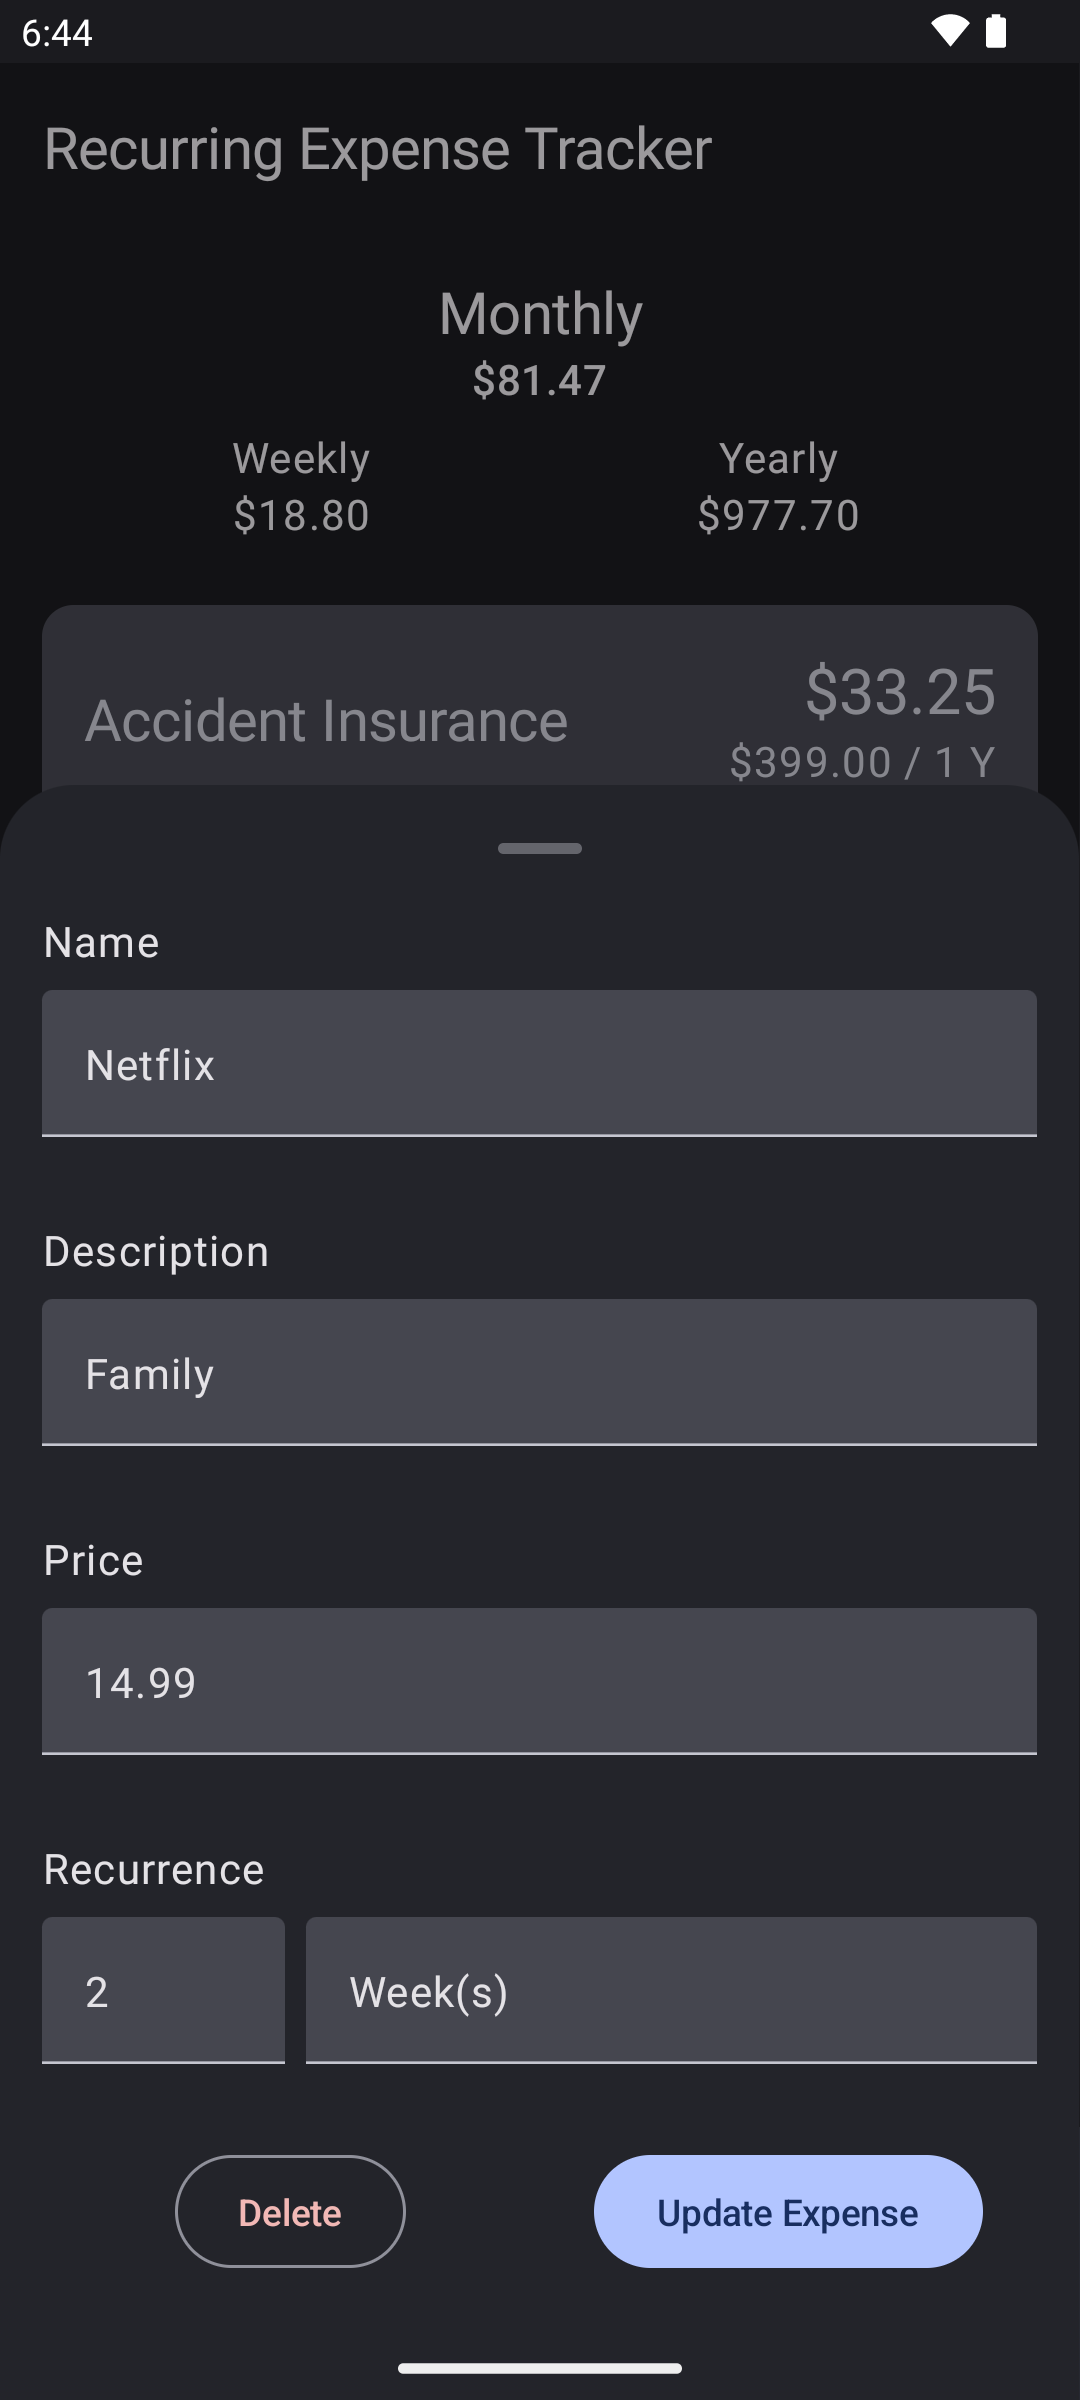 6:44
Recurring Expense Tracker
Monthly
$81.47
Weekly
Yearly
$18.80
$977.70
Accident Insurance
$33.25
$399.00 / 1 Y
Name
Netflix
Description
Family
Price
14.99
Recurrence
2
Week(s)
Delete
Update Expense